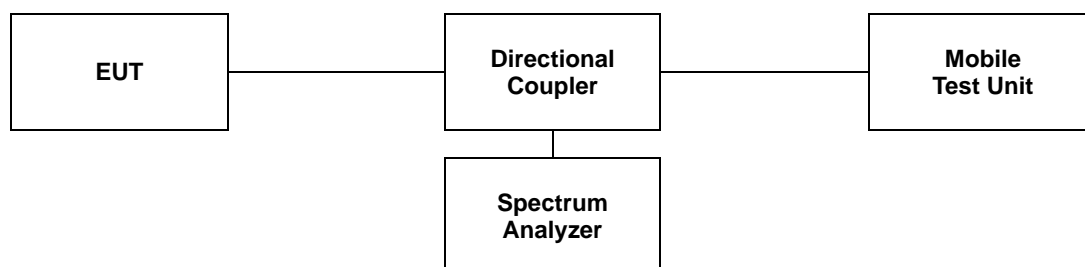 EUT
Directional
Coupler
Mobile
Test Unit
Spectrum
Analyzer